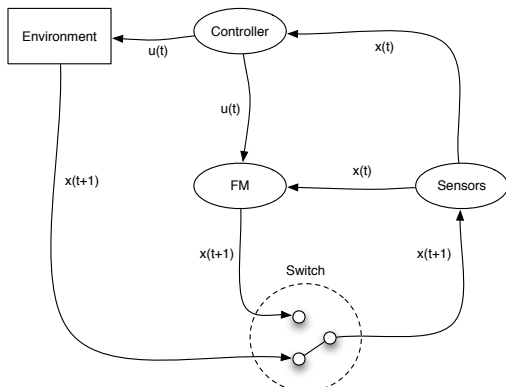 Environment
Controller
u(t)
x(t)
u(t)
x(t+1)
FM
x(t)
Sensors
x(t+1)
x(t+1)
Switch